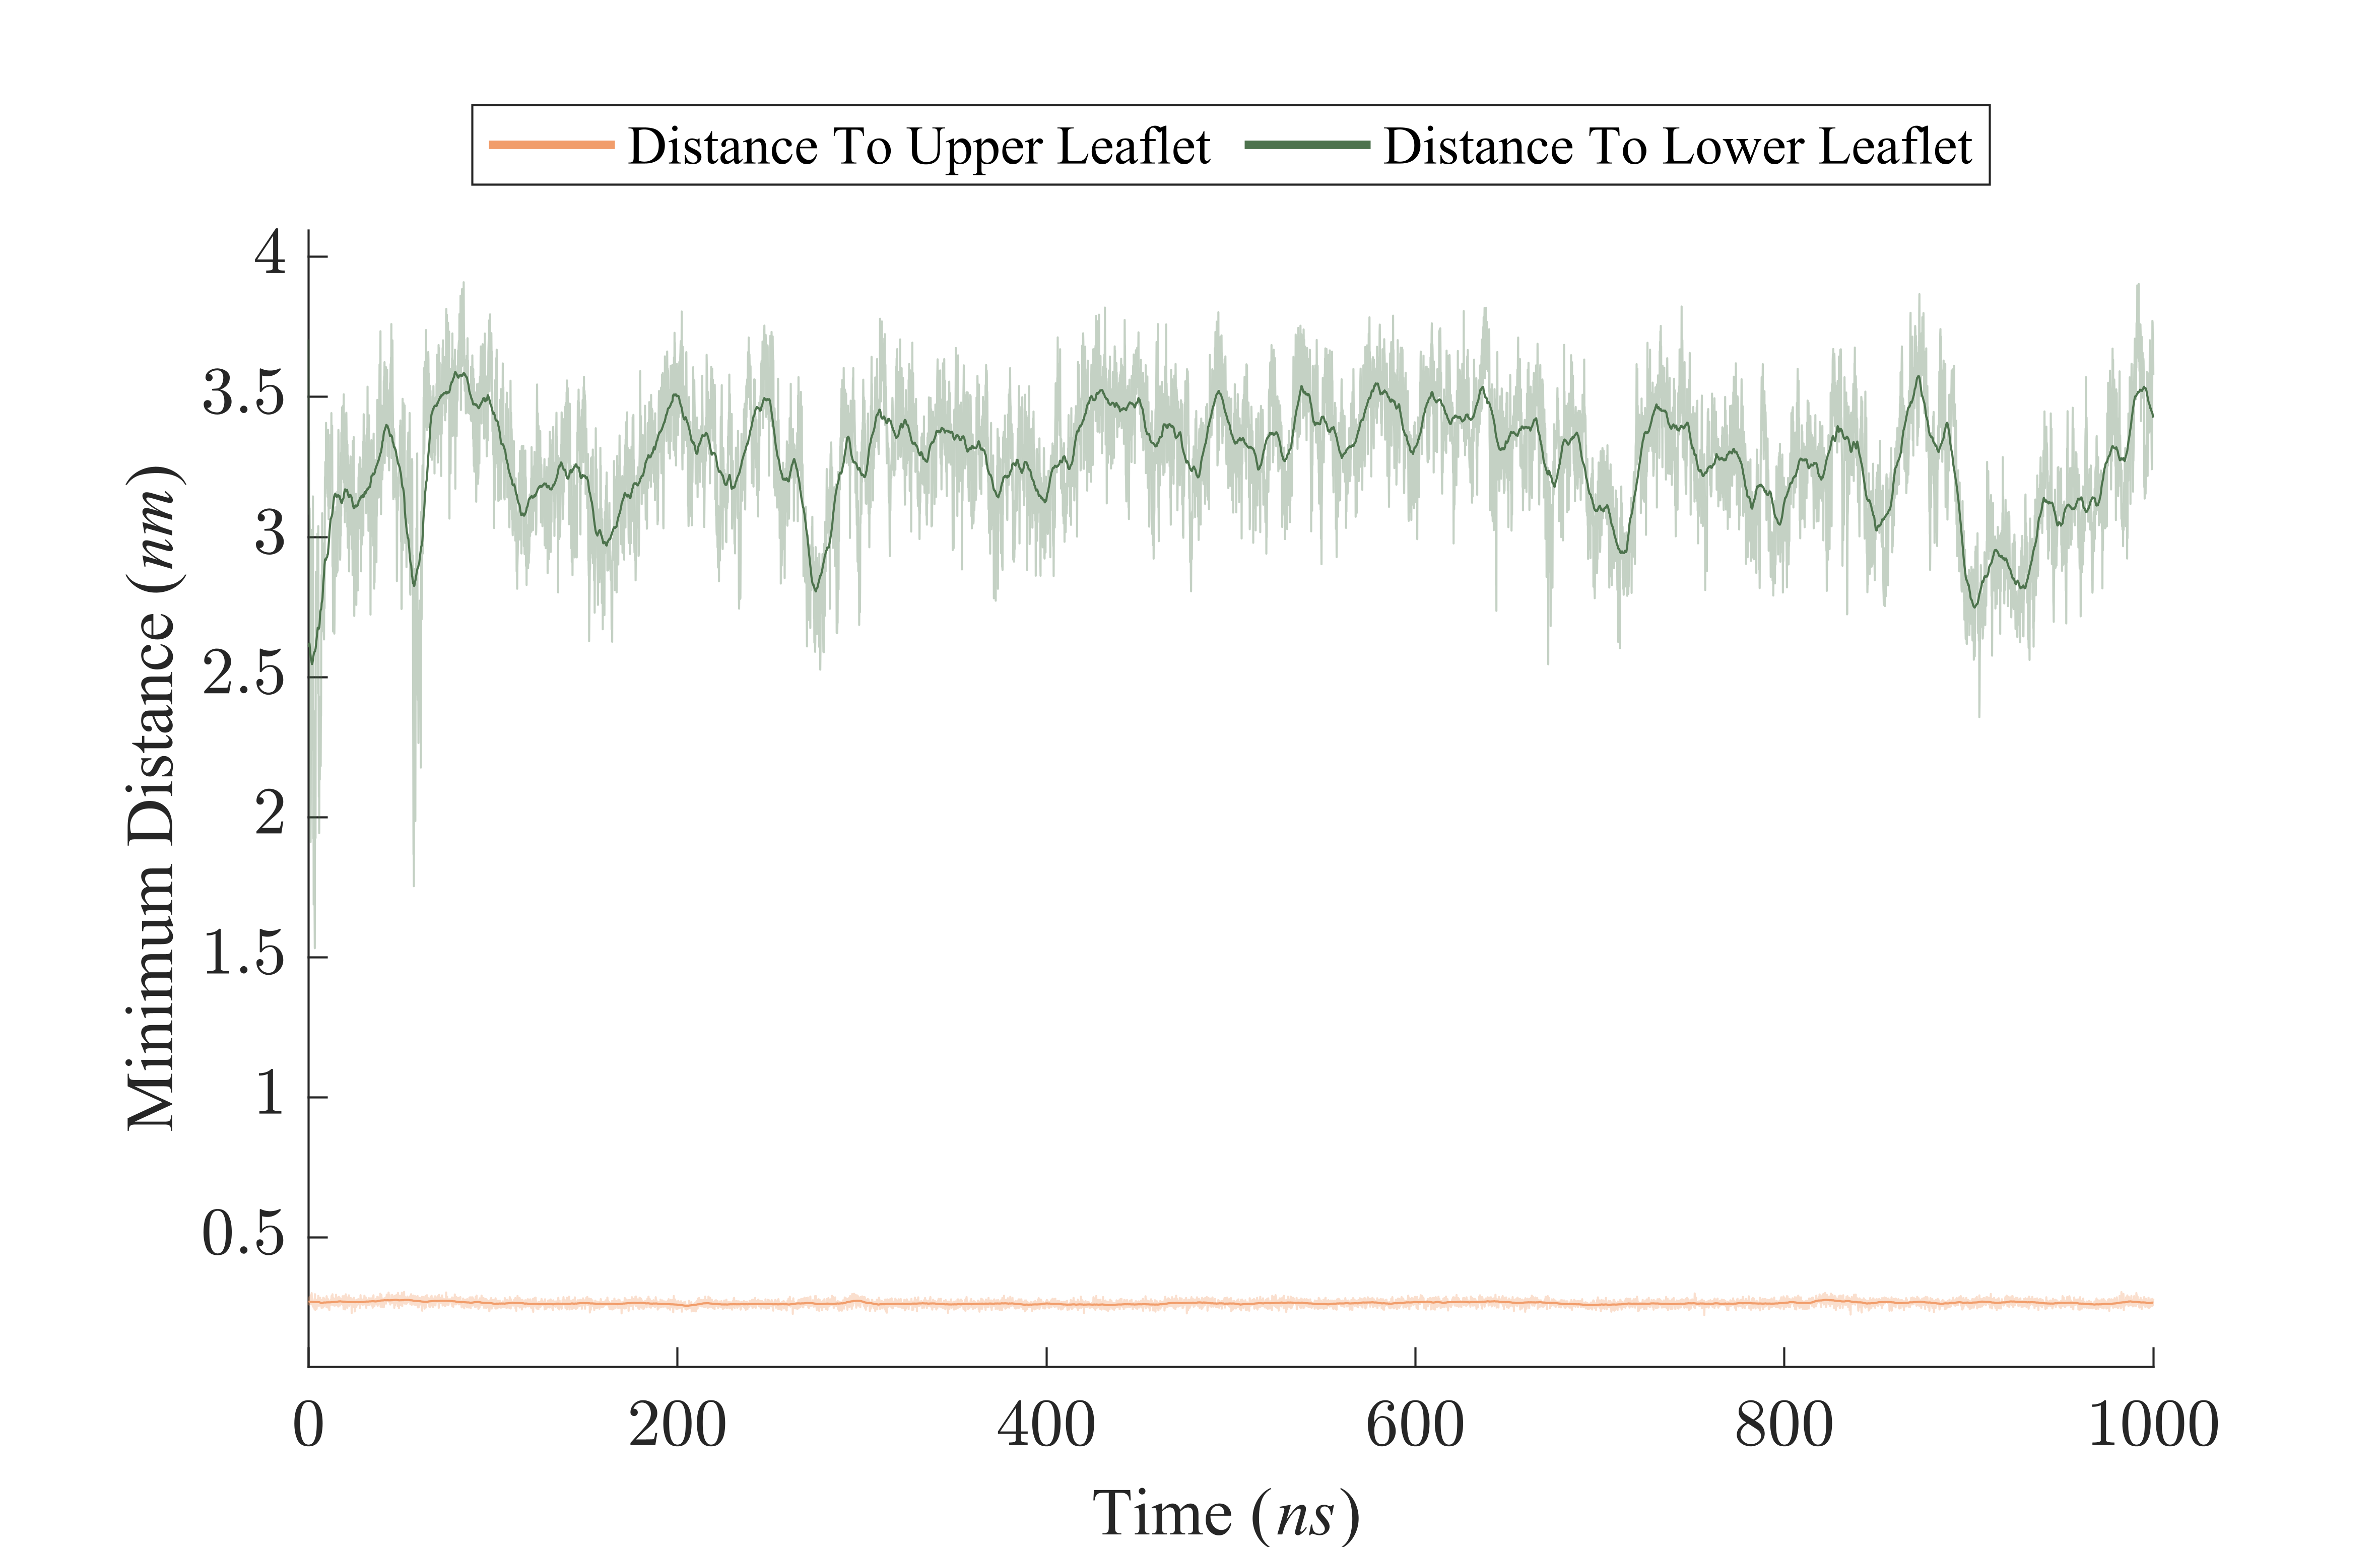 Distance To Upper Leaflet Distance To Lower Leaflet
4
3.5
3
2.5
2
1.5
1
0.5
Minimum Distance (nm)
0 200 400 600 800 1000
Time (ns)